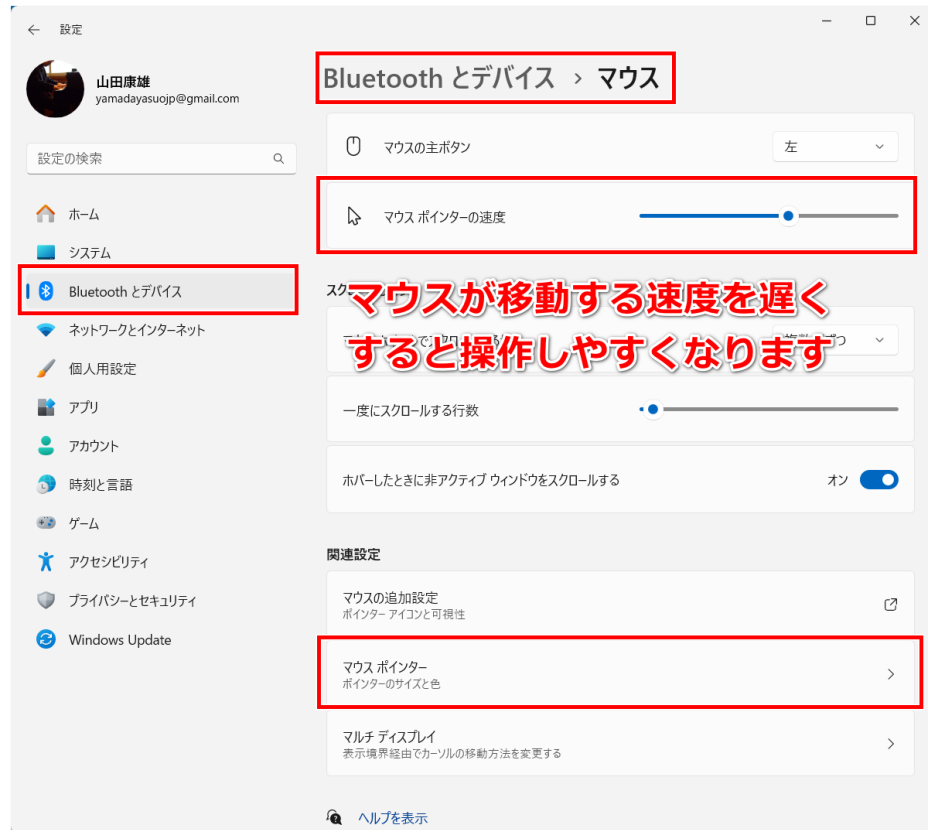 設定
山田康雄
yamadayasuojp@gmail.com
設定の検索
ホーム
システム
Bluetooth とデバイス
ネットワークとインターネット
個人用設定
アプリ
アカウント
時刻と言語
ゲーム
アクセシビリティ
プライバシーとセキュリティ
Windows Update
Bluetooth とデバイス › マウス
マウスの主ボタン 左
マウス ポインターの速度
マウスが移動する速度を遅く
すると操作しやすくなります
一度にスクロールする行数
ホバーしたときに非アクティブ ウィンドウをスクロールする オン
関連設定
マウスの追加設定
ポインター アイコンと可視性
マウス ポインター
ポインターのサイズと色
マルチ ディスプレイ
表示境界経由でカーソルの移動方法を変更する
ヘルプを表示